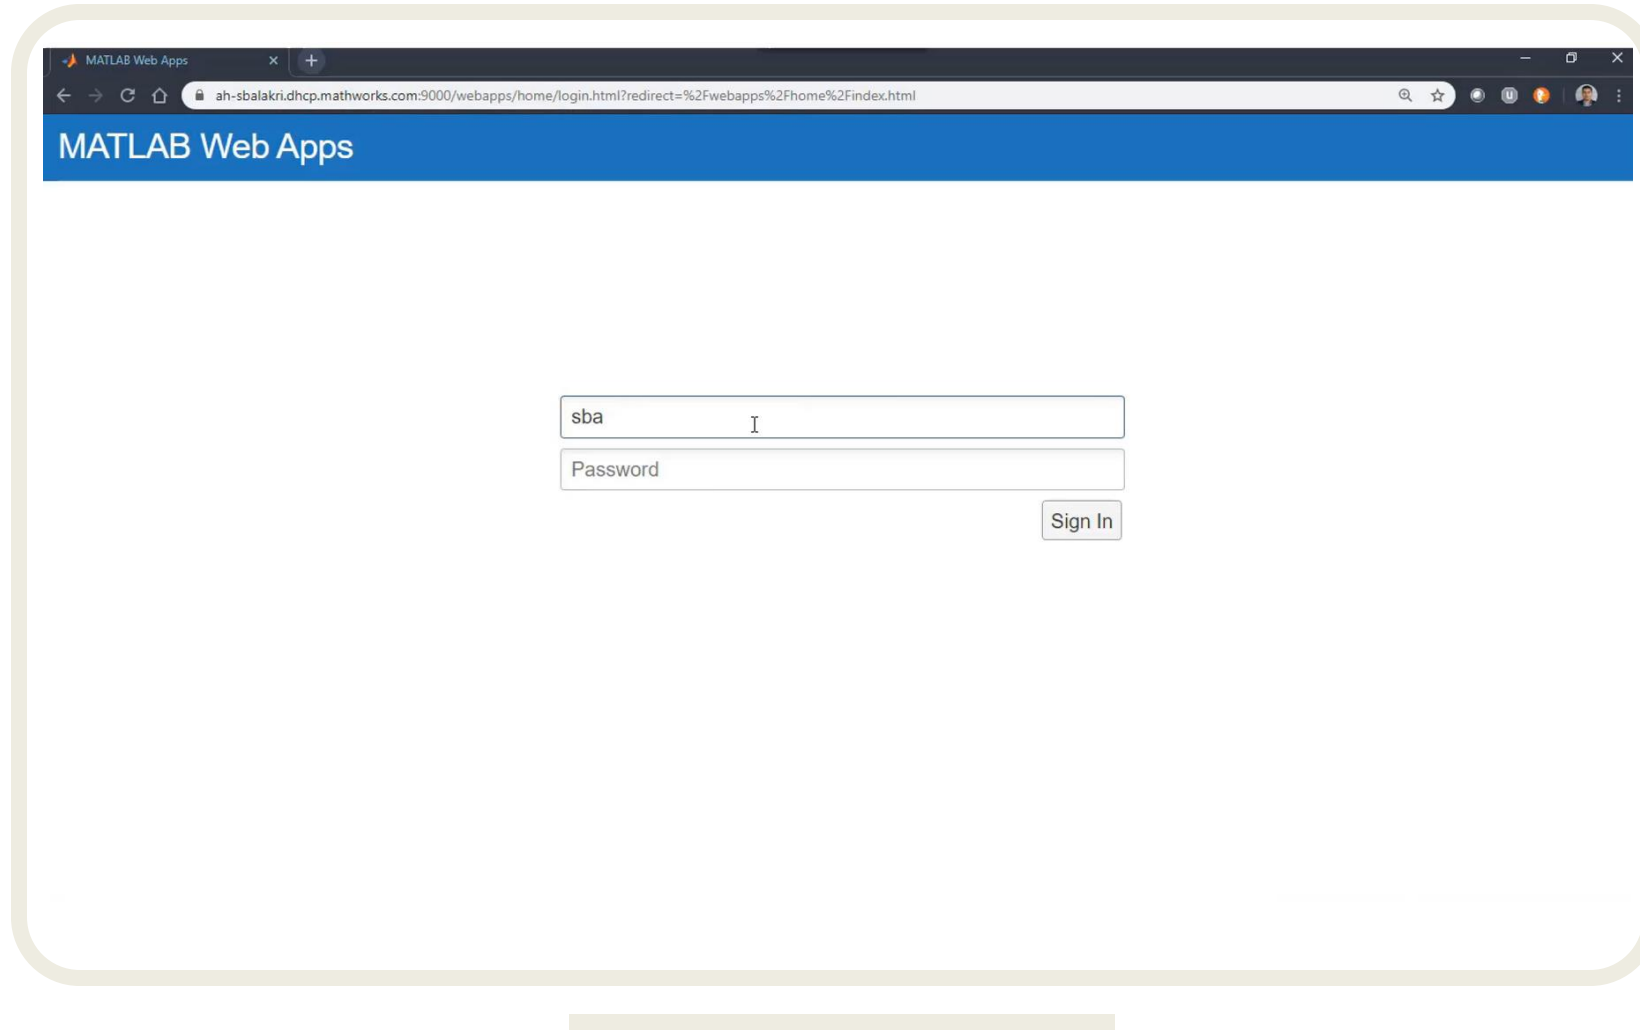 MATLAB Web Apps
ah-sbalakri.dhcp.mathworks.com:9000/webapps/home/login.html?redirect=%2Fwebapps%2Fhome%2Findex.html
MATLAB Web Apps
sba
Password
Sign In